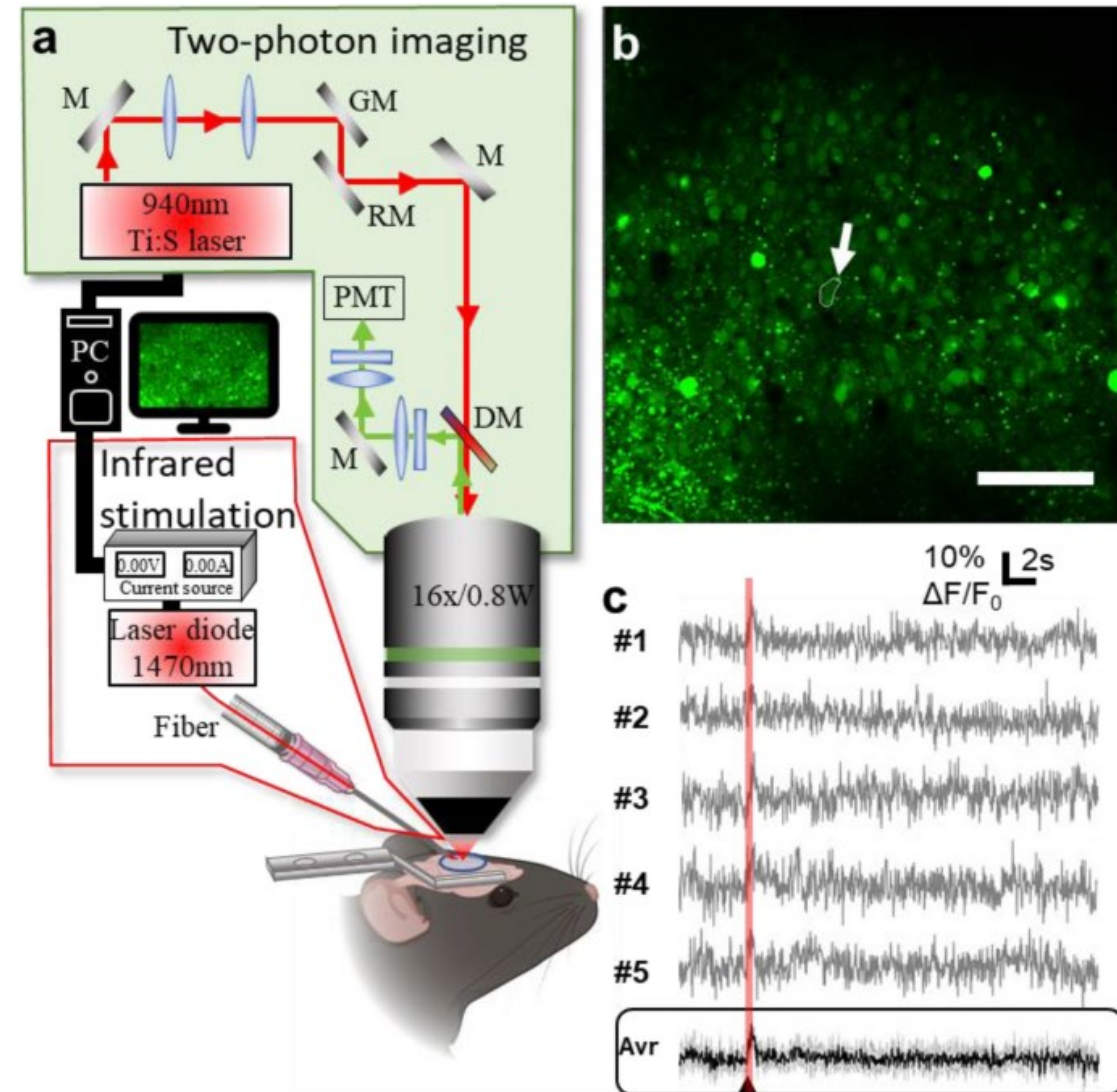 a
Two-photon imaging
M
GM
M
RM
940nm
Ti:S laser
PMT
PC
DM
M
Infrared
stimulation
0.00V 0.00A
Current source
Laser diode
1470nm
Fiber
16x/0.8W
b
c
10%
2s
ΔF/F₀
#1
#2
#3
#4
#5
Avr